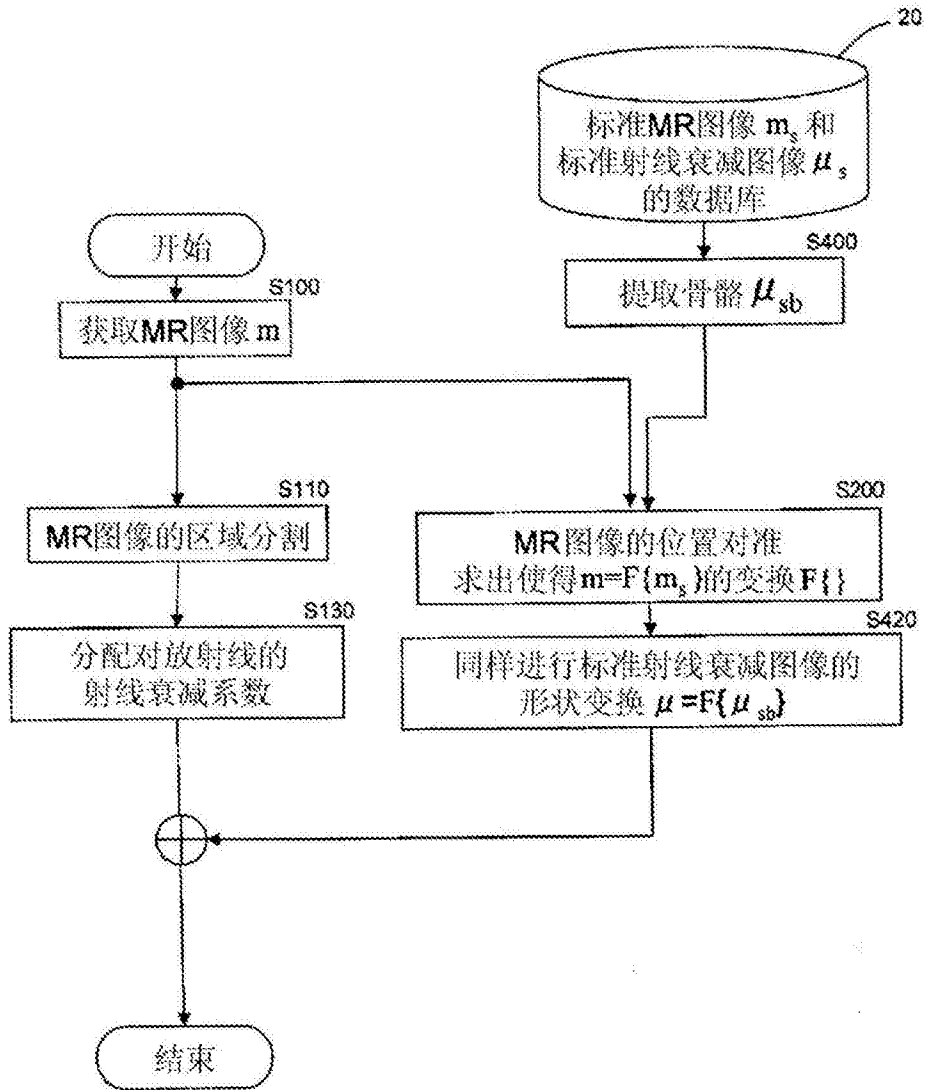 20
标准MR图像 mₛ 和
标准射线衰减图像 μₛ
的数据库
开始
S100
获取MR图像 m
S400
提取骨骼 μ_sb
S110
MR图像的区域分割
S200
MR图像的位置对准
求出使得m=F{mₛ}的变换F{}
S130
分配对放射线的
射线衰减系数
S420
同样进行标准射线衰减图像的
形状变换 μ=F{μ_sb}
结束